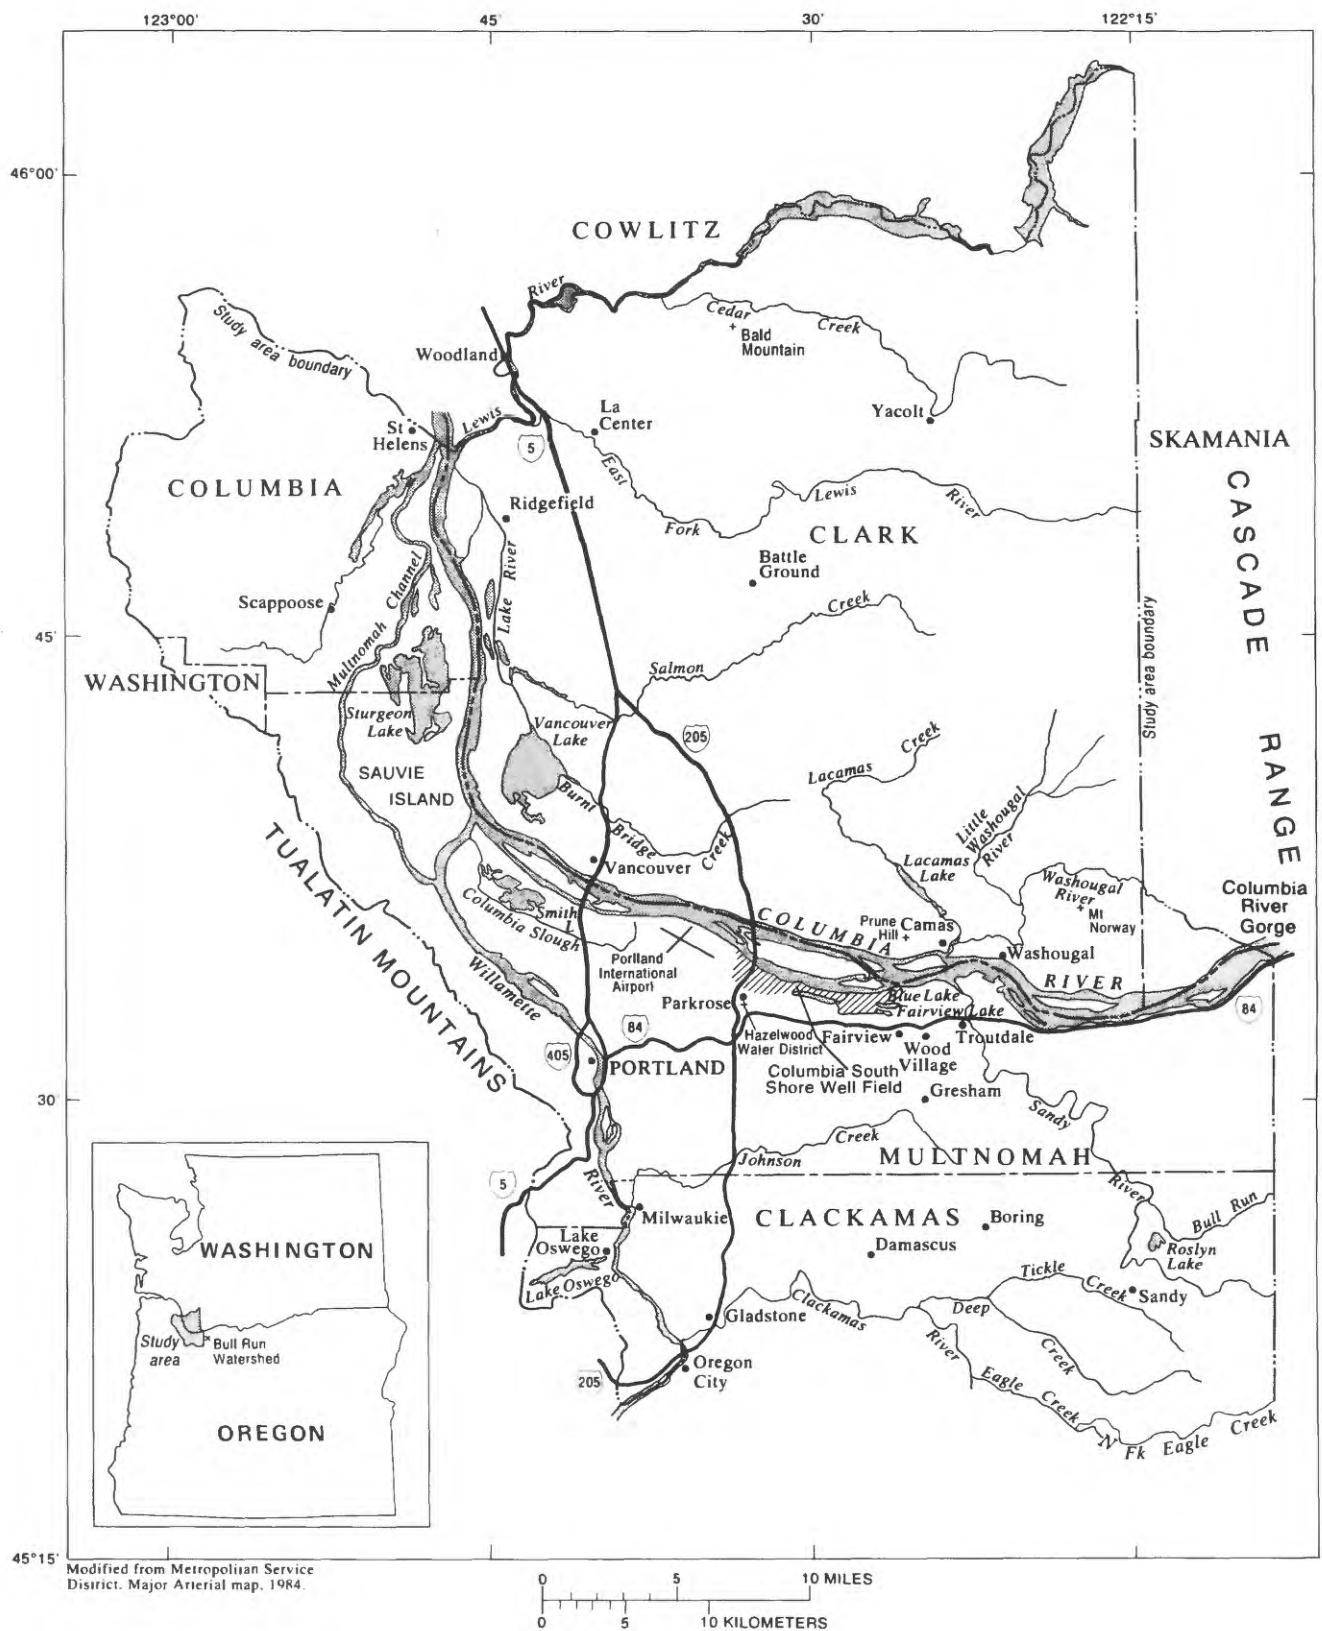 123°00'
45'
30'
122°15'
46°00'
COWLITZ
River
Cedar
Creek
Bald
Mountain
Study area boundary
Woodland
La
Center
Yacolt
St
Helens
Lewis
5
SKAMANIA
COLUMBIA
East
Fork
Lewis
River
CASCADE RANGE
Ridgefield
CLARK
Battle
Ground
Lake River
Multnomah Channel
Scappoose
Creek
45'
Salmon
Study area boundary
WASHINGTON
Sturgeon
Lake
Vancouver
Lake
205
Creek
Lacamas
SAUVIE
ISLAND
Burnt
Bridge
Creek
Little
Washougal
River
TUALATIN MOUNTAINS
Vancouver
Lacamas
Lake
Washougal
River
Mt
Norway
Columbia
River
Gorge
Smith
L
Columbia Slough
COLUMBIA
Prune
Hill
Camas
Washougal
RIVER
Portland
International
Airport
Willamette
Parkrose
Blue Lake
Fairview Lake
84
84
Hazelwood
Water District
Fairview
Wood
Village
Troutdale
405
PORTLAND
Columbia South
Shore Well Field
Gresham
30'
Sandy
Johnson
Creek
MULTNOMAH
5
River
River
Milwaukie
CLACKAMAS
Boring
Bull Run
Lake
Oswego
Damascus
Roslyn
Lake
Lake Oswego
Tickle
Creek
Sandy
Clackamas
Deep
Gladstone
River
Creek
205
Oregon
City
Eagle
Creek
N Fk Eagle Creek
WASHINGTON
Study
area
Bull Run
Watershed
OREGON
45°15'
Modified from Metropolitan Service
District. Major Arterial map, 1984.
0 5 10 MILES
0 5 10 KILOMETERS